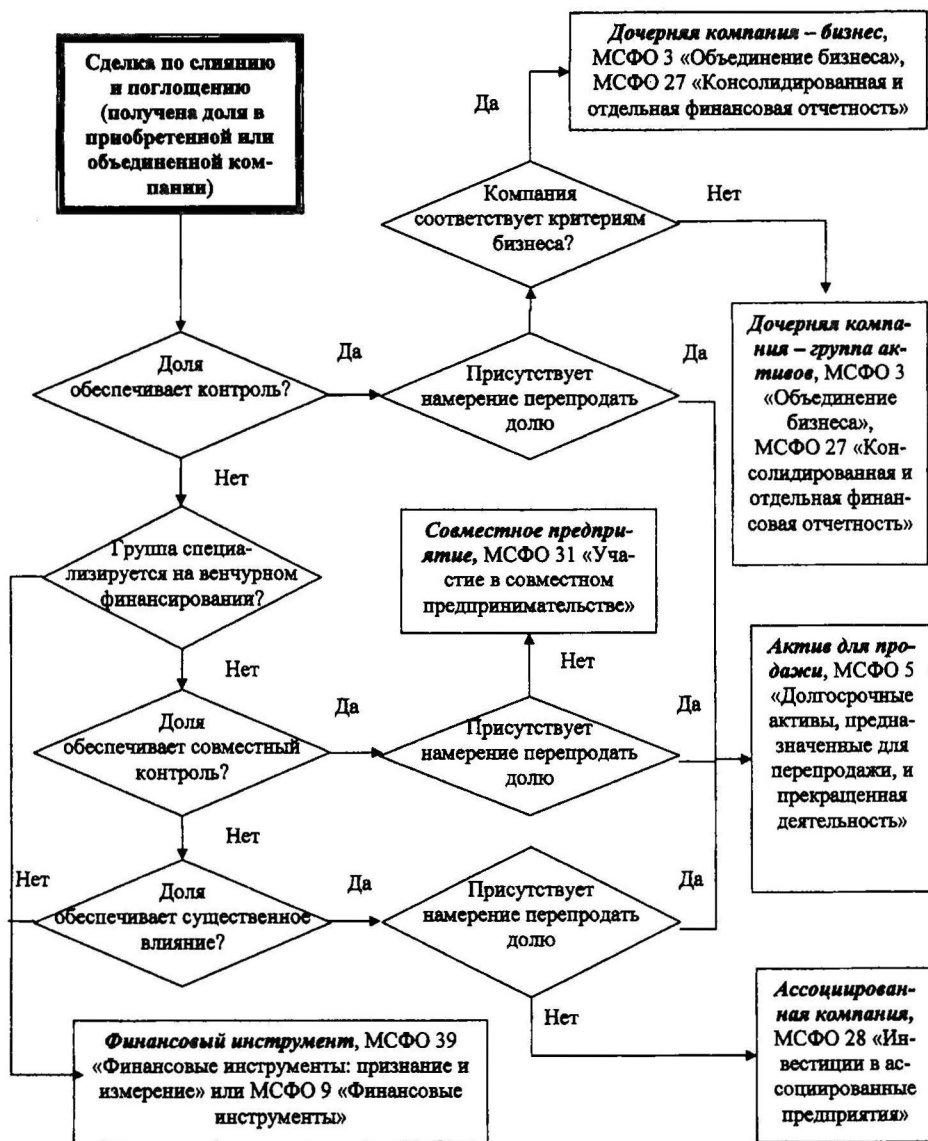 Сделка по слиянию
и поглощению
(получена доля в
приобретенной или
объединенной ком-
пании)
Дочерняя компания – бизнес,
МСФО 3 «Объединение бизнеса»,
МСФО 27 «Консолидированная и
отдельная финансовая отчетность»
Да
Компания
соответствует критериям
бизнеса?
Нет
Доля
обеспечивает контроль?
Да
Присутствует
намерение перепродать
долю
Да
Дочерняя компа-
ния – группа ак-
тивов, МСФО 3
«Объединение
бизнеса»,
МСФО 27 «Кон-
солидированная и
отдельная финан-
совая отчетность»
Нет
Группа специа-
лизируется на венчурном
финансировании?
Совместное предпри-
ятие, МСФО 31 «Уча-
стие в совместном
предпринимательстве»
Нет
Нет
Доля
обеспечивает совместный
контроль?
Да
Присутствует
намерение перепродать
долю
Да
Актив для про-
дажи, МСФО 5
«Долгосрочные
активы, предна-
значенные для
перепродажи, и
прекращенная
деятельность»
Нет
Нет
Доля
обеспечивает существенное
влияние?
Да
Присутствует
намерение перепродать
долю
Да
Нет
Финансовый инструмент, МСФО 39
«Финансовые инструменты: признание и
измерение» или МСФО 9 «Финансовые
инструменты»
Ассоциирован-
ная компания,
МСФО 28 «Ин-
вестиции в ас-
социированные
предприятия»